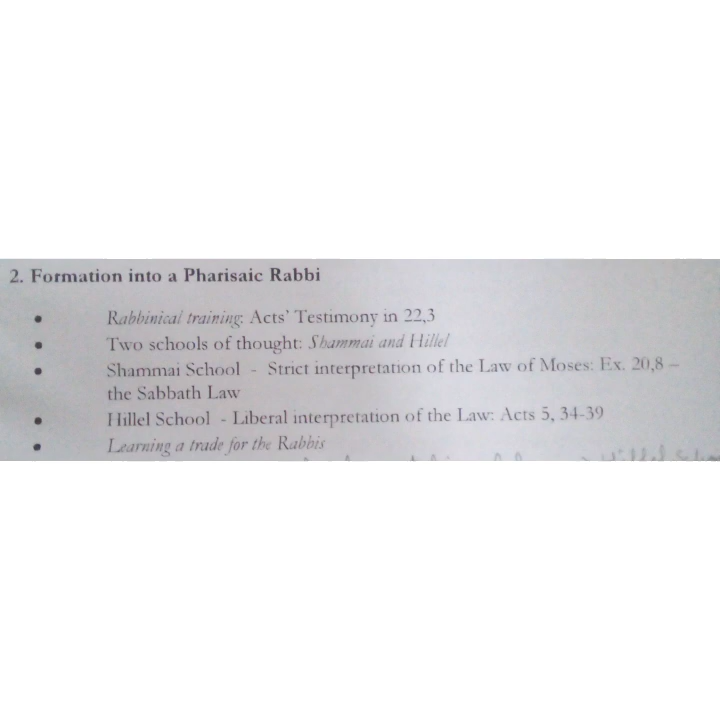 2. Formation into a Pharisaic Rabbi
• Rabbinical training: Acts' Testimony in 22,3
• Two schools of thought: Shammai and Hillel
• Shammai School - Strict interpretation of the Law of Moses: Ex. 20,8 –
the Sabbath Law
• Hillel School - Liberal interpretation of the Law: Acts 5, 34-39
• Learning a trade for the Rabbis